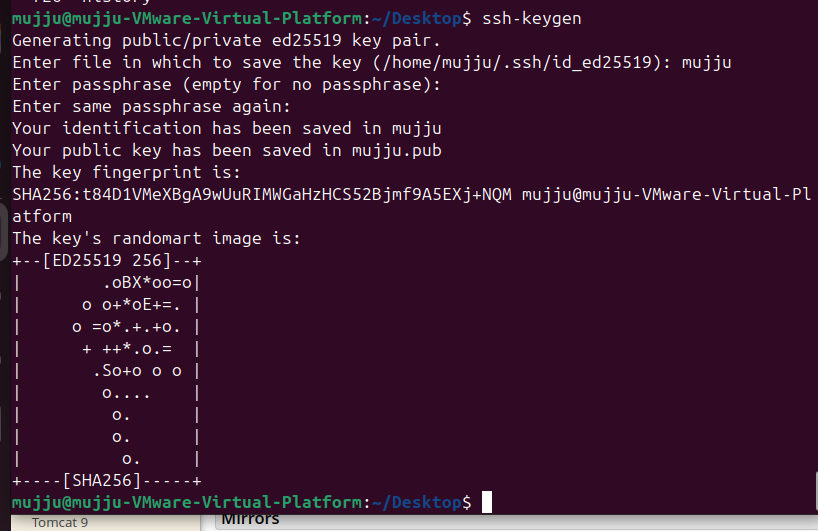 mujju@mujju-VMware-Virtual-Platform:~/Desktop$ ssh-keygen
Generating public/private ed25519 key pair.
Enter file in which to save the key (/home/mujju/.ssh/id_ed25519): mujju
Enter passphrase (empty for no passphrase):
Enter same passphrase again:
Your identification has been saved in mujju
Your public key has been saved in mujju.pub
The key fingerprint is:
SHA256:t84D1VMeXBgA9wUuRIMWGaHzHCS52Bjmf9A5EXj+NQM mujju@mujju-VMware-Virtual-Pl
atform
The key's randomart image is:
+--[ED25519 256]--+
|        .oBX*oo=o|
|      o o+*oE+=. |
|     o =o*.+.+o. |
|      + ++*.o.=  |
|       .So+o o o |
|        o....    |
|         o.      |
|         o.      |
|          o.     |
+----[SHA256]-----+
mujju@mujju-VMware-Virtual-Platform:~/Desktop$
Tomcat 9
Mirrors